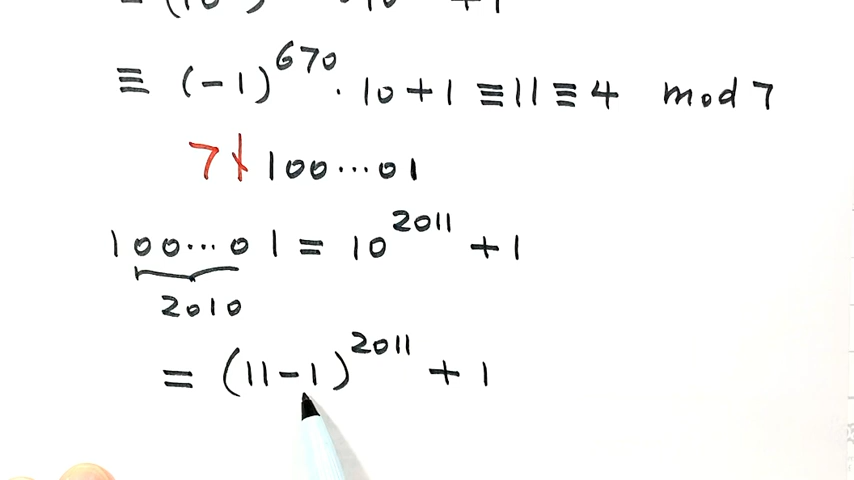 ≡ (-1)^670 · 10 + 1 ≡ 11 ≡ 4 mod 7
7 ∤ 100...01
100...01 = 10^2011 + 1
2010
= (11-1)^2011 + 1